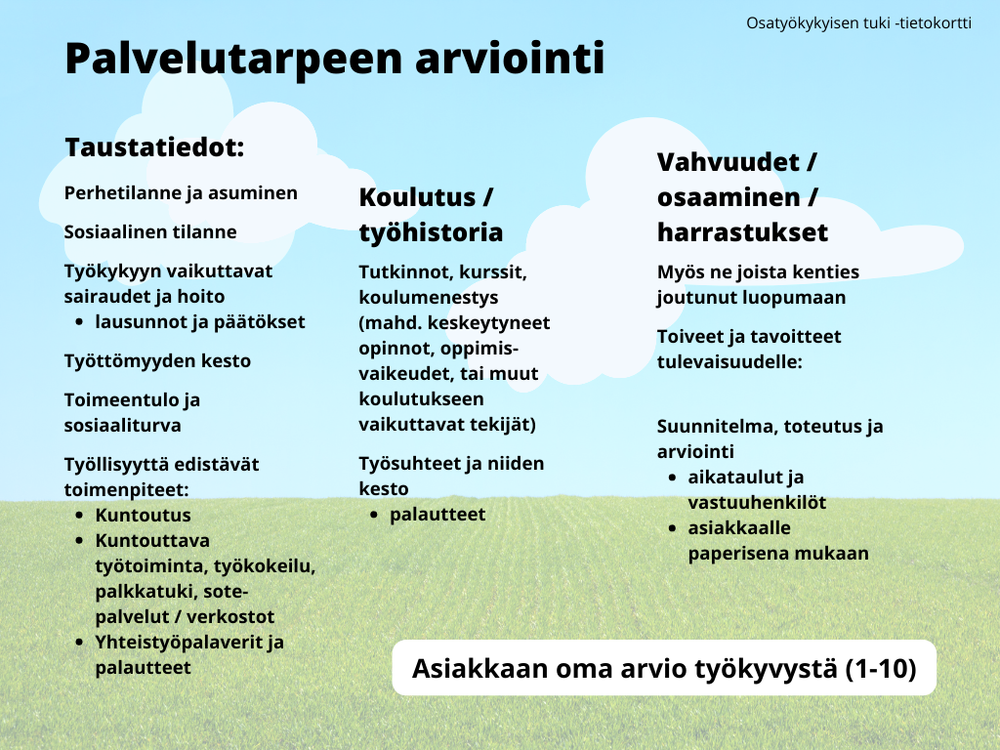 Osatyökykyisen tuki -tietokortti
Palvelutarpeen arviointi
Taustatiedot:
Perhetilanne ja asuminen
Sosiaalinen tilanne
Työkykyyn vaikuttavat
sairaudet ja hoito
• lausunnot ja päätökset
Työttömyyden kesto
Toimeentulo ja
sosiaaliturva
Työllisyyttä edistävät
toimenpiteet:
• Kuntoutus
• Kuntouttava
työtoiminta, työkokeilu,
palkkatuki, sote-
palvelut / verkostot
• Yhteistyöpalaverit ja
palautteet
Koulutus /
työhistoria
Tutkinnot, kurssit,
koulumenestys
(mahd. keskeytyneet
opinnot, oppimis-
vaikeudet, tai muut
koulutukseen
vaikuttavat tekijät)
Työsuhteet ja niiden
kesto
• palautteet
Vahvuudet /
osaaminen /
harrastukset
Myös ne joista kenties
joutunut luopumaan
Toiveet ja tavoitteet
tulevaisuudelle:
Suunnitelma, toteutus ja
arviointi
• aikataulut ja
vastuuhenkilöt
• asiakkaalle
paperisena mukaan
Asiakkaan oma arvio työkyvystä (1-10)